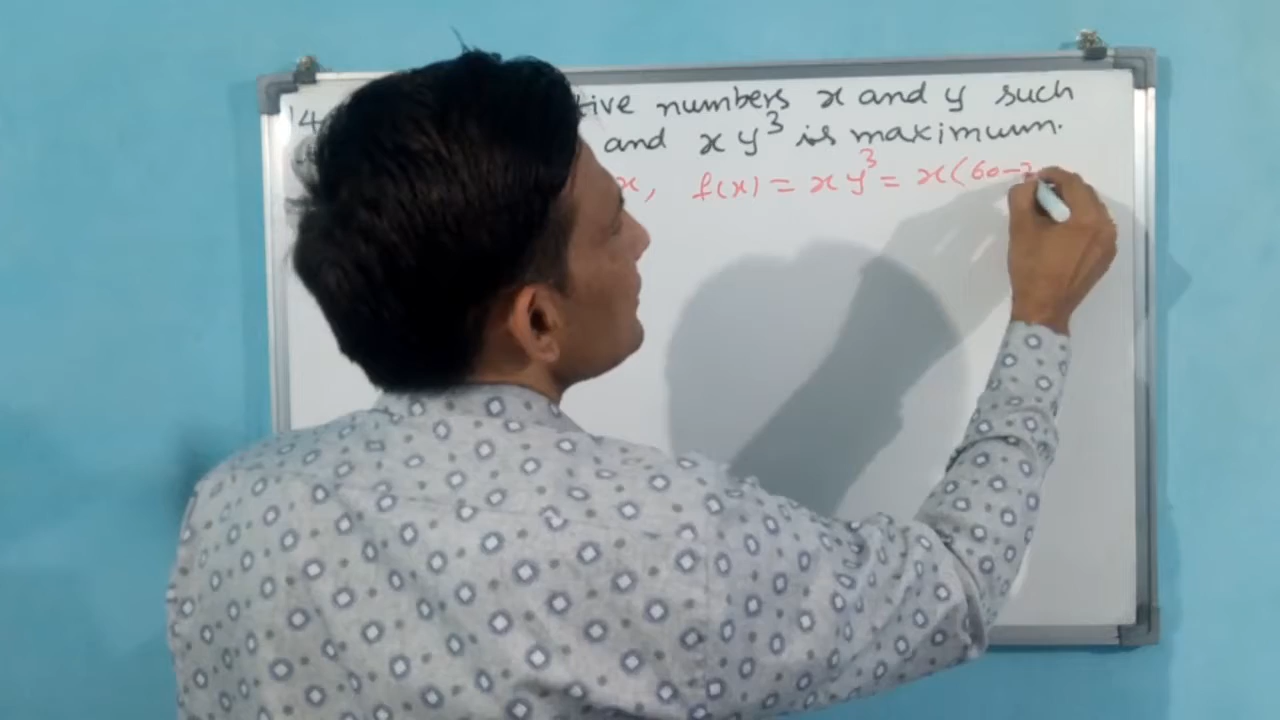 14 tive numbers x and y such
and x y³ is maximum.
x, f(x) = x y³ = x(60-